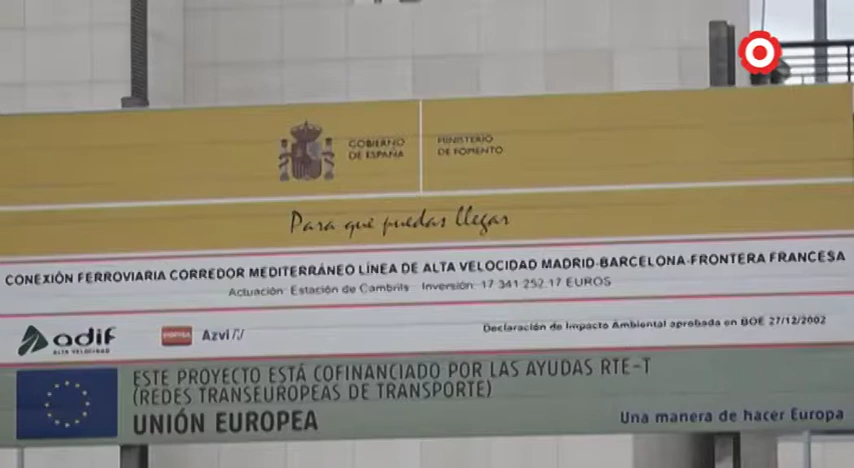 GOBIERNO MINISTERIO
DE ESPAÑA DE FOMENTO
Para que puedas llegar
CONEXIÓN FERROVIARIA CORREDOR MEDITERRÁNEO LÍNEA DE ALTA VELOCIDAD MADRID-BARCELONA-FRONTERA FRANCESA
Actuación: Estación de Cambrils Inversión: 17 341 252.17 EUROS
adif Azvi Declaración de Impacto Ambiental aprobada en BOE 27/12/2002
ALTA VELOCIDAD
ESTE PROYECTO ESTÁ COFINANCIADO POR LAS AYUDAS RTE-T
(REDES TRANSEUROPEAS DE TRANSPORTE)
UNIÓN EUROPEA Una manera de hacer Europa